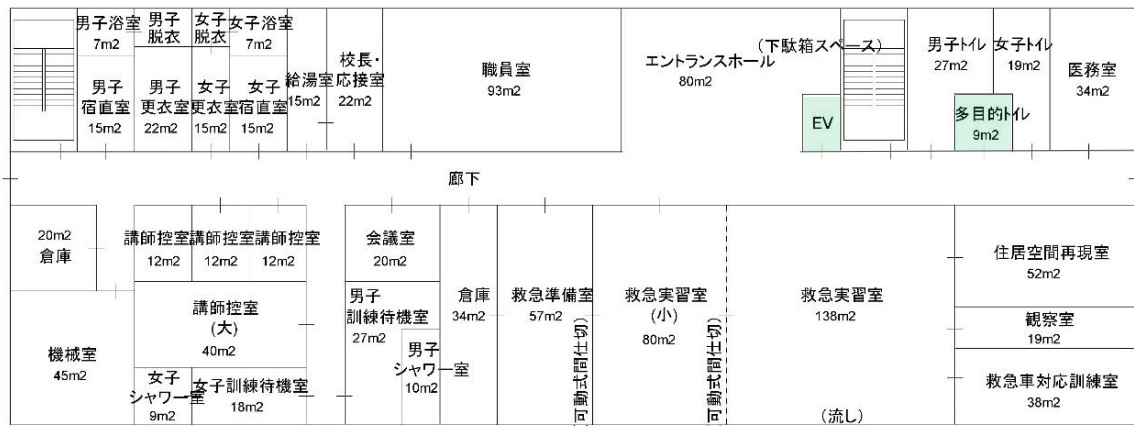 男子浴室
7m2
男子
脱衣
女子
脱衣
女子浴室
7m2
男子
宿直室
15m2
男子
更衣室
22m2
女子
更衣室
15m2
女子
宿直室
15m2
給湯室
15m2
校長・
応接室
22m2
職員室
93m2
エントランスホール
80m2
(下駄箱スペース)
EV
男子トイレ
27m2
女子トイレ
19m2
多目的トイレ
9m2
医務室
34m2
廊下
20m2
倉庫
機械室
45m2
講師控室
12m2
講師控室
12m2
講師控室
12m2
講師控室
(大)
40m2
女子
シャワー室
9m2
女子訓練待機室
18m2
会議室
20m2
男子
訓練待機室
27m2
男子
シャワー室
10m2
倉庫
34m2
救急準備室
57m2
可動式間仕切)
救急実習室
(小)
80m2
可動式間仕切)
救急実習室
138m2
(流し)
住居空間再現室
52m2
観察室
19m2
救急車対応訓練室
38m2